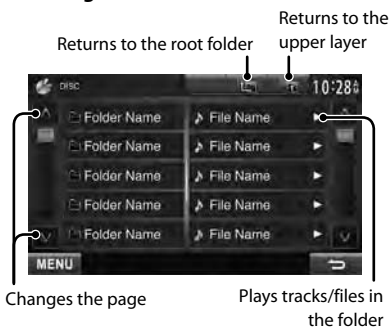 Returns to the
upper layer
Returns to the root folder
DISC 10:28
Folder Name File Name
Folder Name File Name
Folder Name File Name
Folder Name File Name
Folder Name File Name
MENU
Changes the page
Plays tracks/files in
the folder